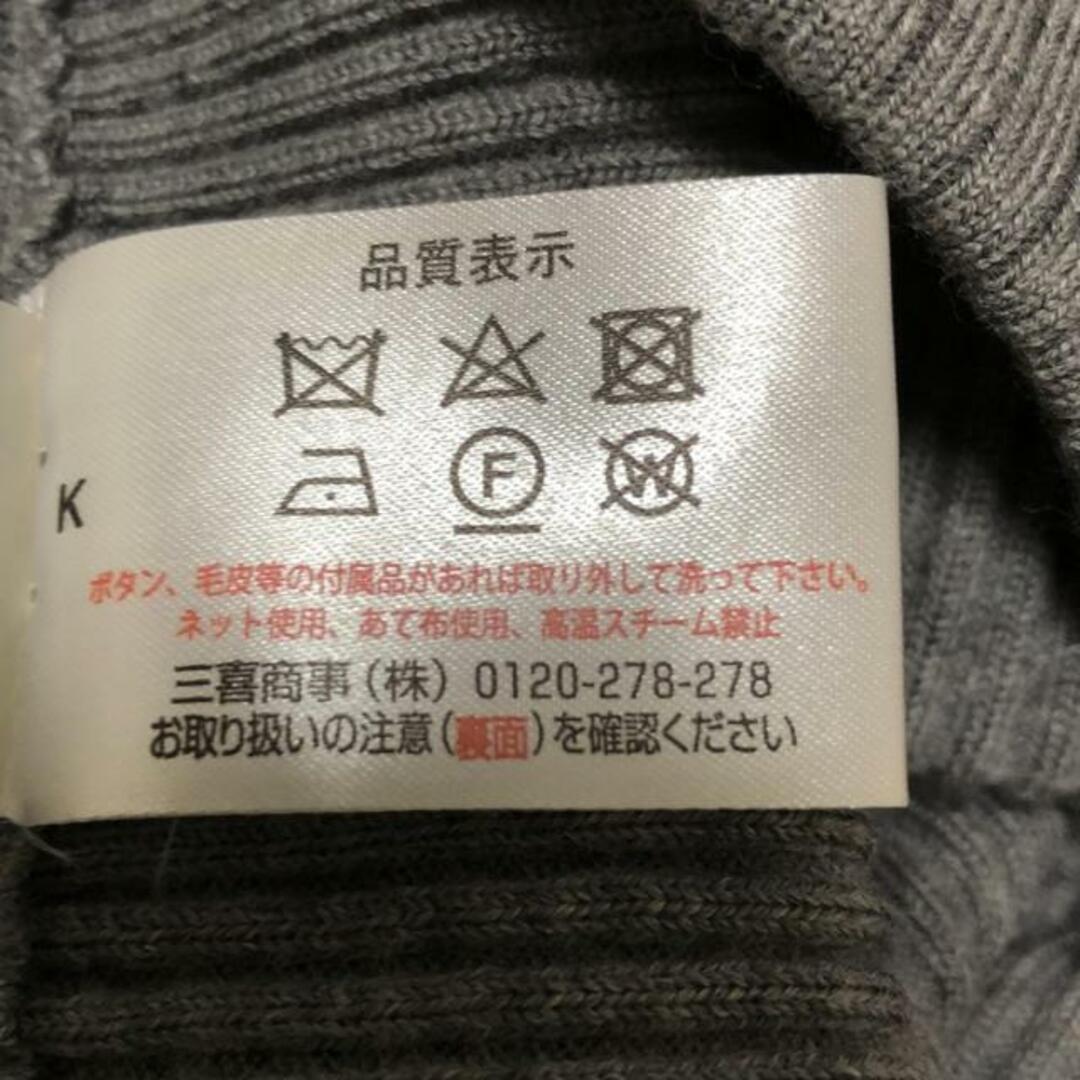 品質表示
F W
K
ボタン、毛皮等の付属品があれば取り外して洗って下さい。
ネット使用、あて布使用、高温スチーム禁止
三喜商事(株) 0120-278-278
お取り扱いの注意(裏面)を確認ください